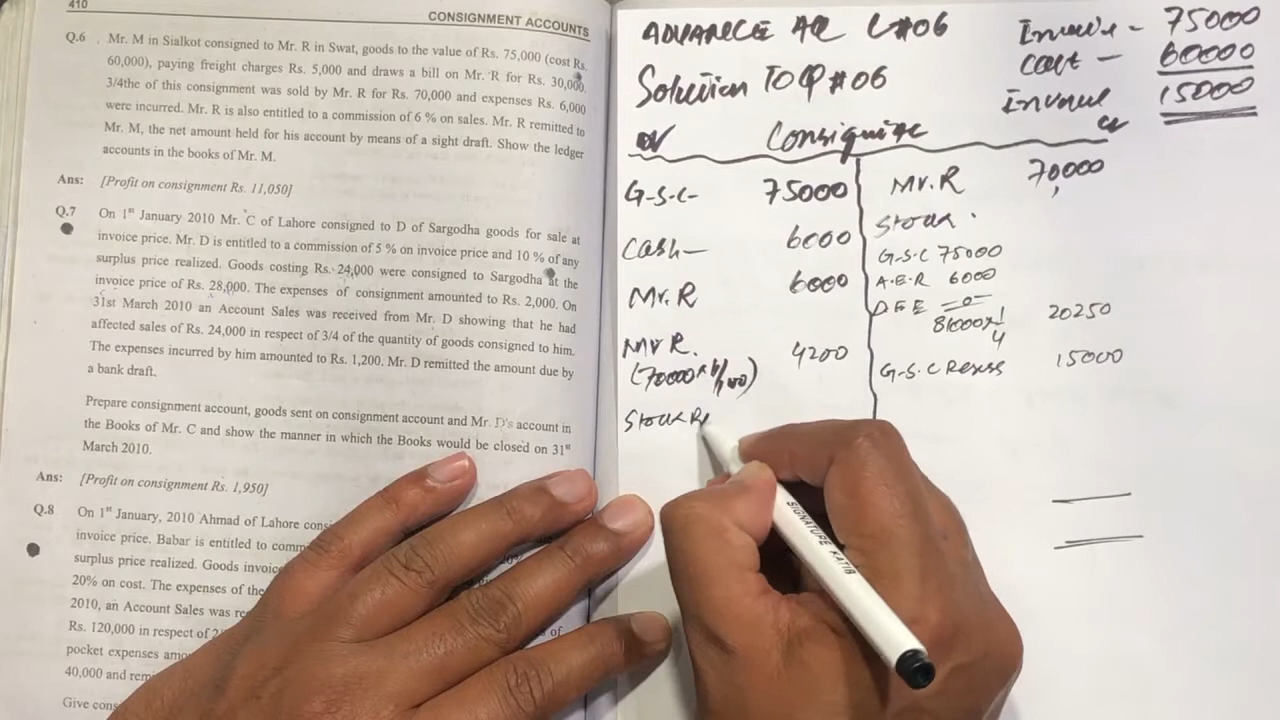 410
CONSIGNMENT ACCOUNTS
Q.6 Mr. M in Sialkot consigned to Mr. R in Swat, goods to the value of Rs. 75,000 (cost Rs.
60,000), paying freight charges Rs. 5,000 and draws a bill on Mr. R for Rs. 30,000.
3/4the of this consignment was sold by Mr. R for Rs. 70,000 and expenses Rs. 6,000
were incurred. Mr. R is also entitled to a commission of 6 % on sales. Mr. R remitted to
Mr. M, the net amount held for his account by means of a sight draft. Show the ledger
accounts in the books of Mr. M.
Ans: [Profit on consignment Rs. 11,050]
Q.7 On 1st January 2010 Mr. C of Lahore consigned to D of Sargodha goods for sale at
invoice price. Mr. D is entitled to a commission of 5 % on invoice price and 10 % of any
surplus price realized. Goods costing Rs. 24,000 were consigned to Sargodha at the
invoice price of Rs. 28,000. The expenses of consignment amounted to Rs. 2,000. On
31st March 2010 an Account Sales was received from Mr. D showing that he had
affected sales of Rs. 24,000 in respect of 3/4 of the quantity of goods consigned to him.
The expenses incurred by him amounted to Rs. 1,200. Mr. D remitted the amount due by
a bank draft.
Prepare consignment account, goods sent on consignment account and Mr. D's account in
the Books of Mr. C and show the manner in which the Books would be closed on 31st
March 2010.
Ans: [Profit on consignment Rs. 1,950]
Q.8 On 1st January, 2010 Ahmad of Lahore
invoice price. Babar is entitled to
surplus price realized. Goods
20% on cost. The expenses of the
2010, an Account Sales was
Rs. 120,000 in respect of
pocket expenses
40,000 and
Give
of
ADVANCE L#06
Solution TO Q#06
75000
60000
15000
G.S.C 75000
Cash 6000
Mr. R 6000
Mr R. 4200
(70000 × 6/100)
Stock R
Mr. R 70,000
Stock
G.S.C 75000
A.E.R 6000
81000×1/4 20250
G.S.C 15000
SIGNATURE